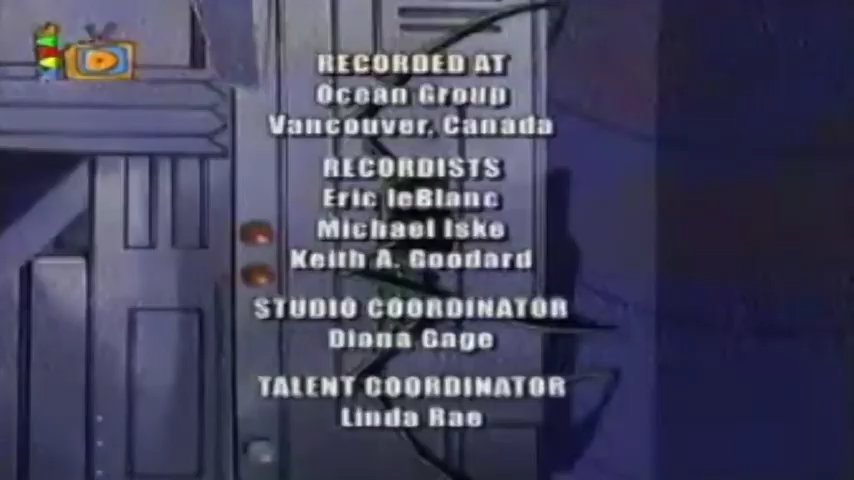 RECORDED AT
Ocean Group
Vancouver, Canada
RECORDISTS
Eric leBlanc
Michael Iske
Keith A. Goodard
STUDIO COORDINATOR
Diana Gage
TALENT COORDINATOR
Linda Rae